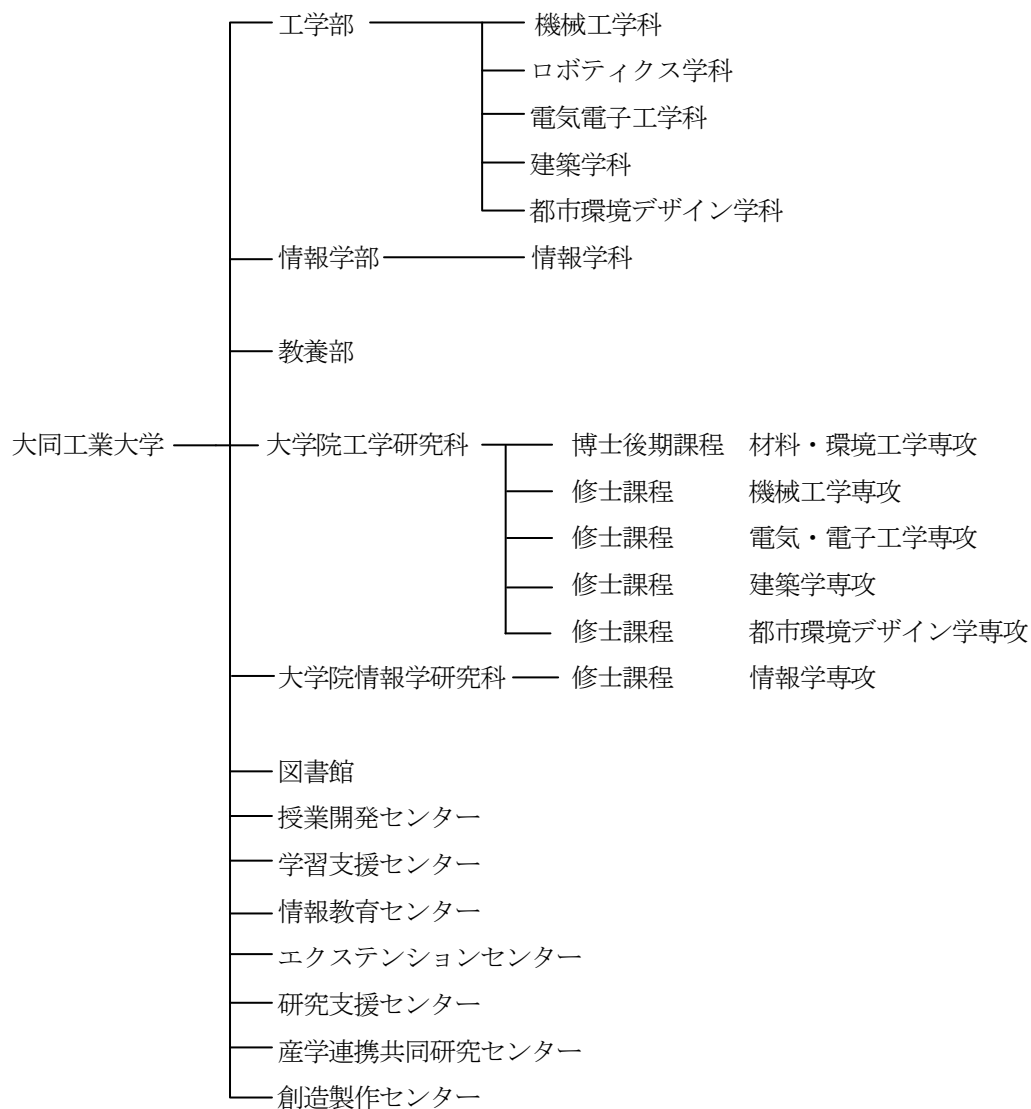 工学部 機械工学科
ロボティクス学科
電気電子工学科
建築学科
都市環境デザイン学科
情報学部 情報学科
教養部
大同工業大学 大学院工学研究科 博士後期課程 材料・環境工学専攻
修士課程 機械工学専攻
修士課程 電気・電子工学専攻
修士課程 建築学専攻
修士課程 都市環境デザイン学専攻
大学院情報学研究科 修士課程 情報学専攻
図書館
授業開発センター
学習支援センター
情報教育センター
エクステンションセンター
研究支援センター
産学連携共同研究センター
創造製作センター